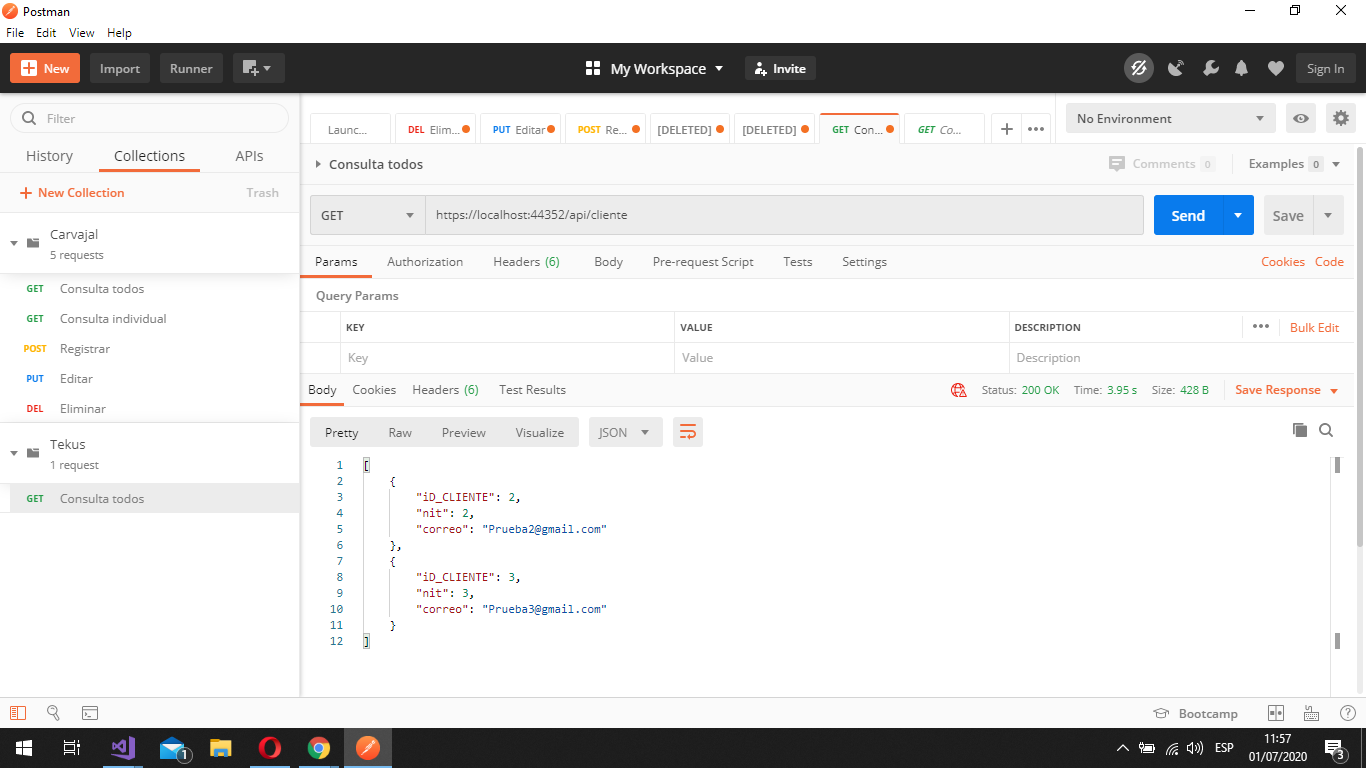 Postman
File Edit View Help
New Import Runner My Workspace Invite Sign In
Filter
History Collections APIs
New Collection Trash
Carvajal
5 requests
GET Consulta todos
GET Consulta individual
POST Registrar
PUT Editar
DEL Eliminar
Tekus
1 request
GET Consulta todos
Launc... DEL Elim... PUT Editar POST Re... [DELETED] [DELETED] GET Con... GET Co... No Environment
Consulta todos Comments 0 Examples 0
GET https://localhost:44352/api/cliente Send Save
Params Authorization Headers (6) Body Pre-request Script Tests Settings Cookies Code
Query Params
KEY VALUE DESCRIPTION Bulk Edit
Key Value Description
Body Cookies Headers (6) Test Results Status: 200 OK Time: 3.95 s Size: 428 B Save Response
Pretty Raw Preview Visualize JSON
1 [
2 {
3 "iD_CLIENTE": 2,
4 "nit": 2,
5 "correo": "Prueba2@gmail.com"
6 },
7 {
8 "iD_CLIENTE": 3,
9 "nit": 3,
10 "correo": "Prueba3@gmail.com"
11 }
12 ]
Bootcamp
1 ESP 11:57
01/07/2020 3